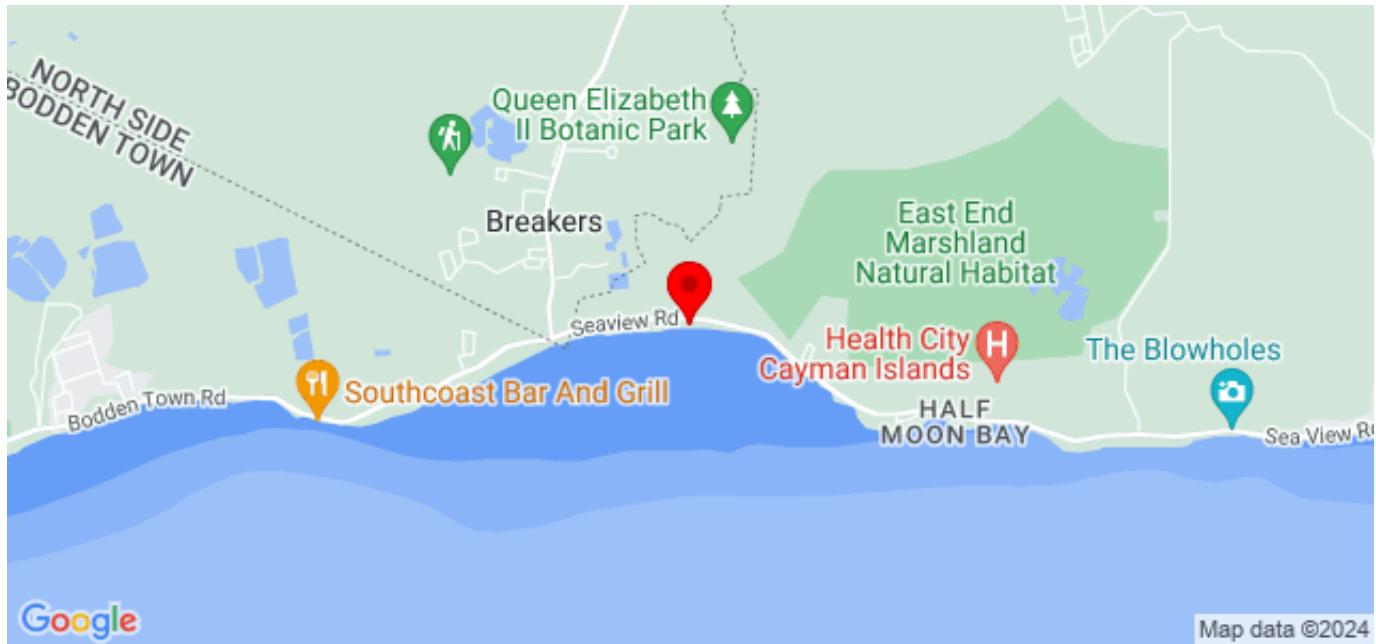 NORTH SIDE
BODDEN TOWN
Queen Elizabeth
II Botanic Park
Breakers
East End
Marshland
Natural Habitat
Seaview Rd
Health City
Cayman Islands
H
The Blowholes
Southcoast Bar And Grill
Bodden Town Rd
HALF
MOON BAY
Sea View Rd
Google
Map data ©2024